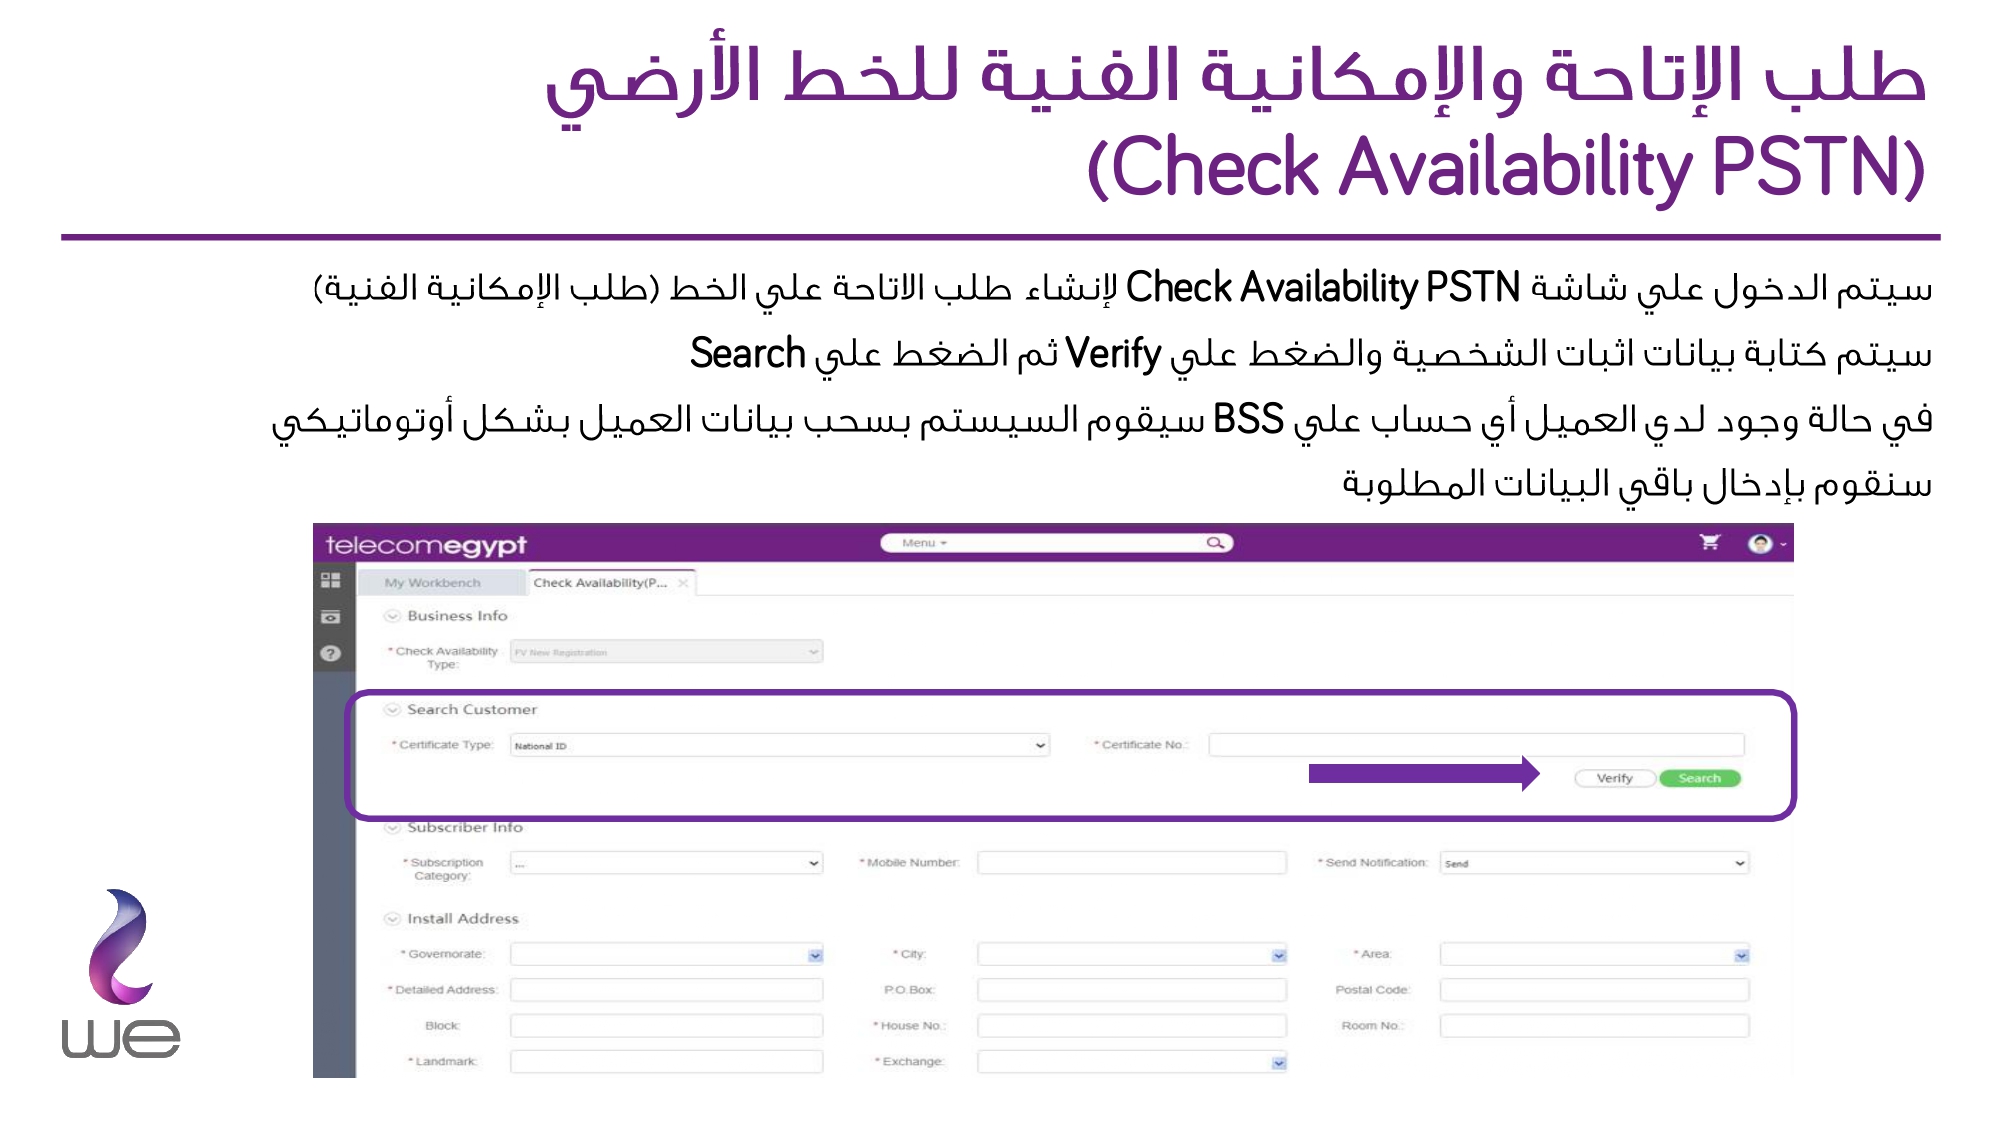 طلب الإتاحة والإمكانية الفنية للخط الأرضي
(Check Availability PSTN)
سيتم الدخول علي شاشة Check Availability PSTN لإنشاء طلب الاتاحة علي الخط (طلب الإمكانية الفنية)
سيتم كتابة بيانات اثبات الشخصية والضغط علي Verify ثم الضغط علي Search
في حالة وجود لدي العميل أي حساب علي BSS سيقوم السيستم بسحب بيانات العميل بشكل أوتوماتيكي
سنقوم بإدخال باقي البيانات المطلوبة
telecomegypt Menu
My Workbench Check Availability(P... ×
Business Info
* Check Availability Type: FV New Registration
Search Customer
* Certificate Type: National ID * Certificate No.:
Verify Search
Subscriber Info
* Subscription Category: ... * Mobile Number: * Send Notification: Send
Install Address
* Governorate: * City: * Area:
* Detailed Address: P.O.Box: Postal Code:
Block: * House No.: Room No.:
* Landmark: * Exchange:
we